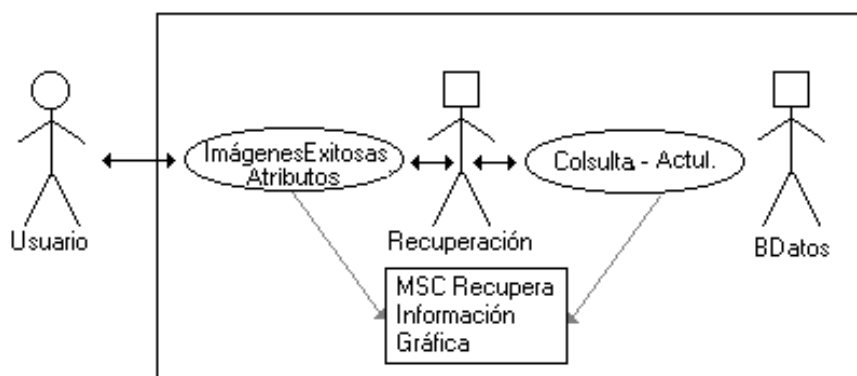 ImágenesExitosas
Atributos
Colsulta - Actul.
Usuario
Recuperación
BDatos
MSC Recupera
Información
Gráfica